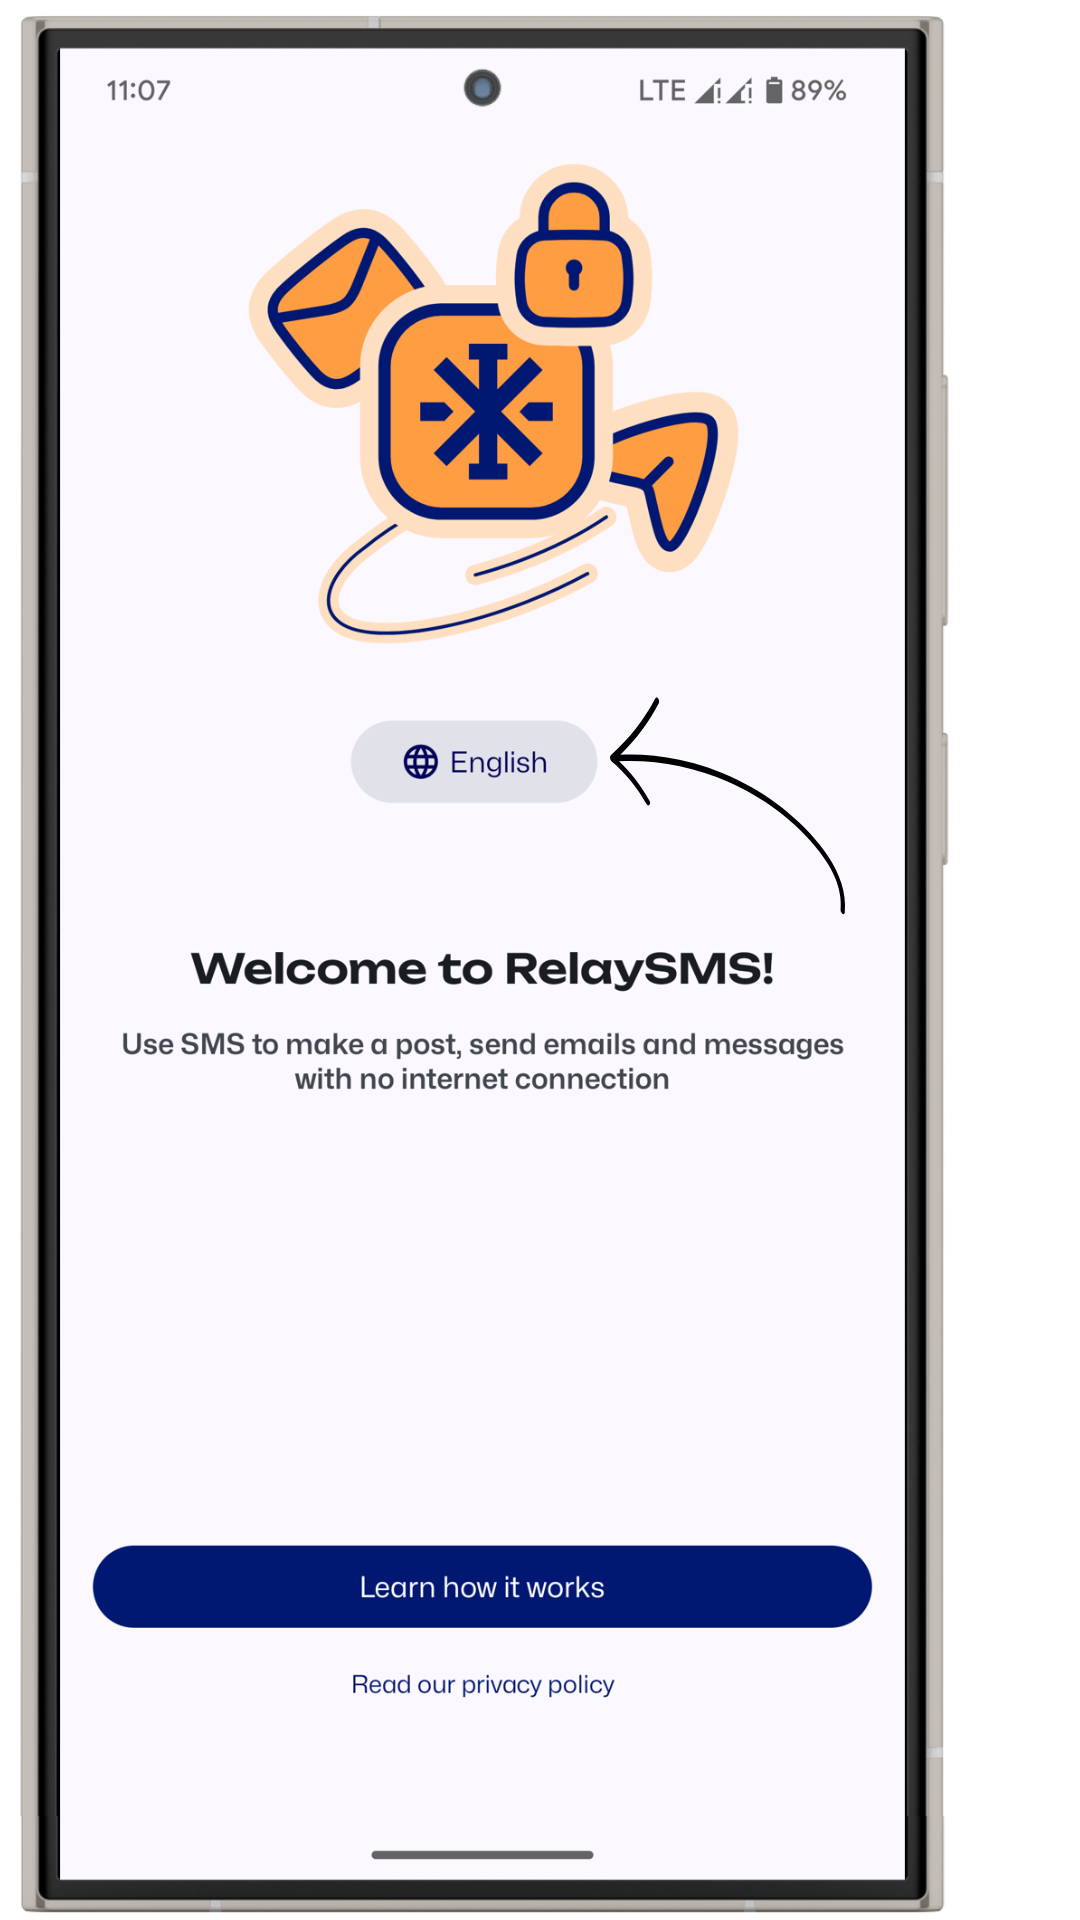 11:07
LTE 89%
English
Welcome to RelaySMS!
Use SMS to make a post, send emails and messages
with no internet connection
Learn how it works
Read our privacy policy